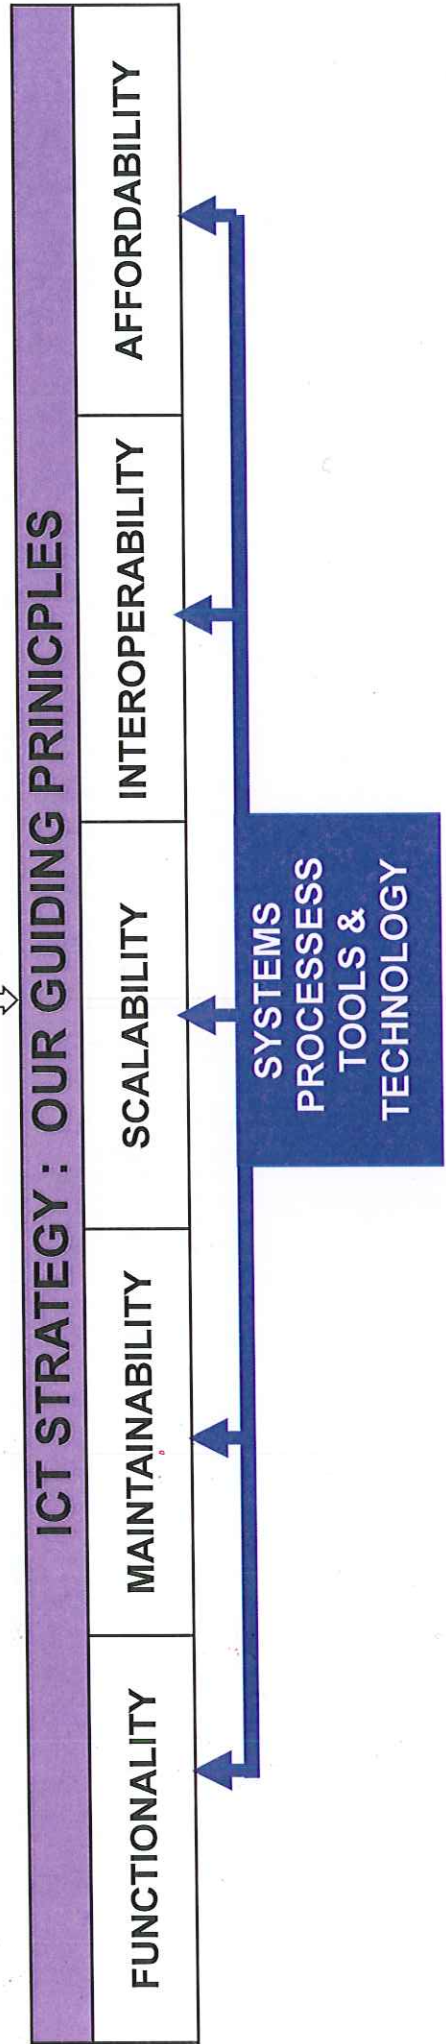 ICT STRATEGY : OUR GUIDING PRINICPLES
FUNCTIONALITY
MAINTAINABILITY
SCALABILITY
INTEROPERABILITY
AFFORDABILITY
SYSTEMS
PROCESSESS
TOOLS &
TECHNOLOGY